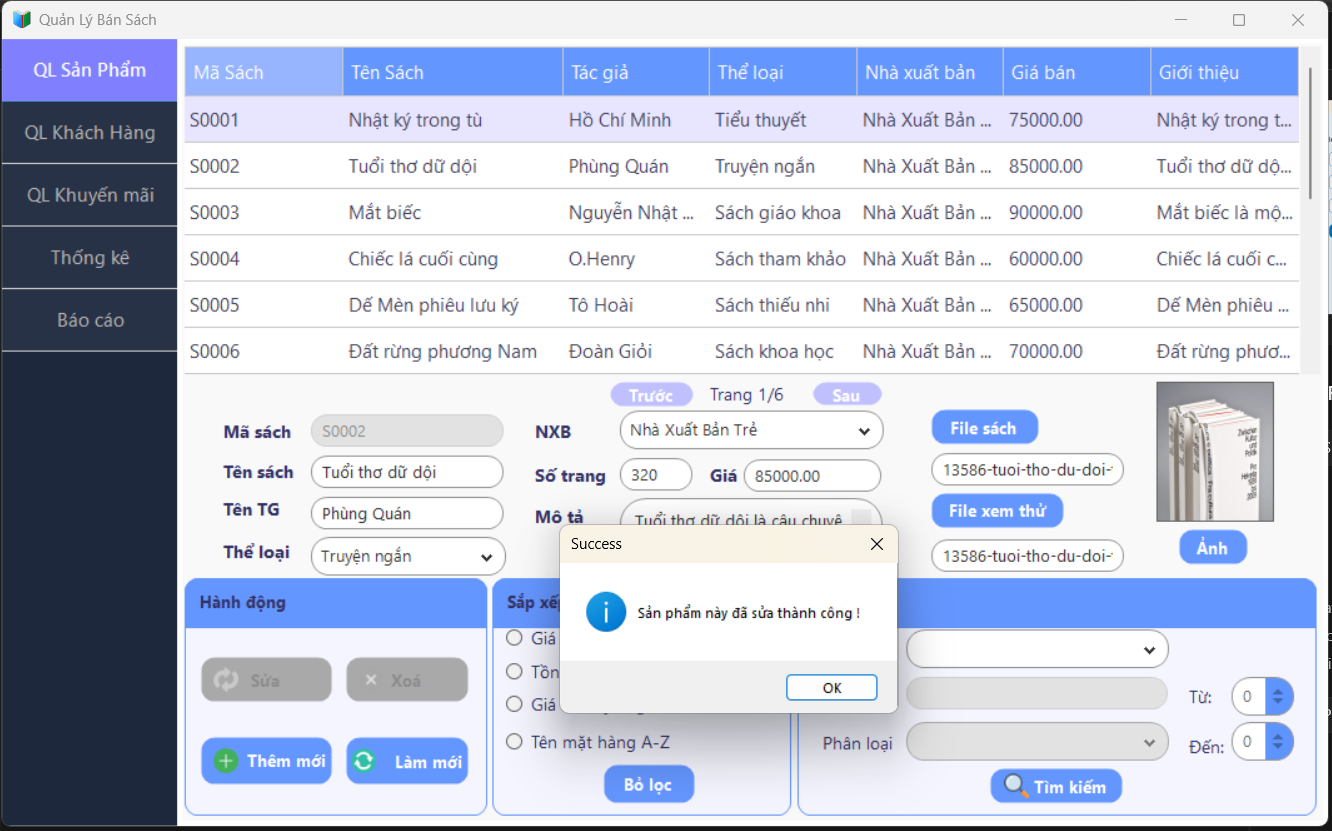 Quản Lý Bán Sách
QL Sản Phẩm
QL Khách Hàng
QL Khuyến mãi
Thống kê
Báo cáo
Mã Sách Tên Sách Tác giả Thể loại Nhà xuất bản Giá bán Giới thiệu
S0001 Nhật ký trong tù Hồ Chí Minh Tiểu thuyết Nhà Xuất Bản ... 75000.00 Nhật ký trong t...
S0002 Tuổi thơ dữ dội Phùng Quán Truyện ngắn Nhà Xuất Bản ... 85000.00 Tuổi thơ dữ dộ...
S0003 Mắt biếc Nguyễn Nhật ... Sách giáo khoa Nhà Xuất Bản ... 90000.00 Mắt biếc là mộ...
S0004 Chiếc lá cuối cùng O.Henry Sách tham khảo Nhà Xuất Bản ... 60000.00 Chiếc lá cuối c...
S0005 Dế Mèn phiêu lưu ký Tô Hoài Sách thiếu nhi Nhà Xuất Bản ... 65000.00 Dế Mèn phiêu ...
S0006 Đất rừng phương Nam Đoàn Giỏi Sách khoa học Nhà Xuất Bản ... 70000.00 Đất rừng phươ...
Trước Trang 1/6 Sau
Mã sách S0002
Tên sách Tuổi thơ dữ dội
Tên TG Phùng Quán
Thể loại Truyện ngắn
NXB Nhà Xuất Bản Trẻ
Số trang 320 Giá 85000.00
Mô tả Tuổi thơ dữ dội là câu chuyệ
File sách
13586-tuoi-tho-du-doi-
File xem thử
13586-tuoi-tho-du-doi-
Ảnh
Success
Sản phẩm này đã sửa thành công !
OK
Hành động
Sửa Xoá
Thêm mới Làm mới
Sắp xế
Giá
Tồn
Giá
Tên mặt hàng A-Z
Bỏ lọc
Phân loại
Từ: 0
Đến: 0
Tìm kiếm